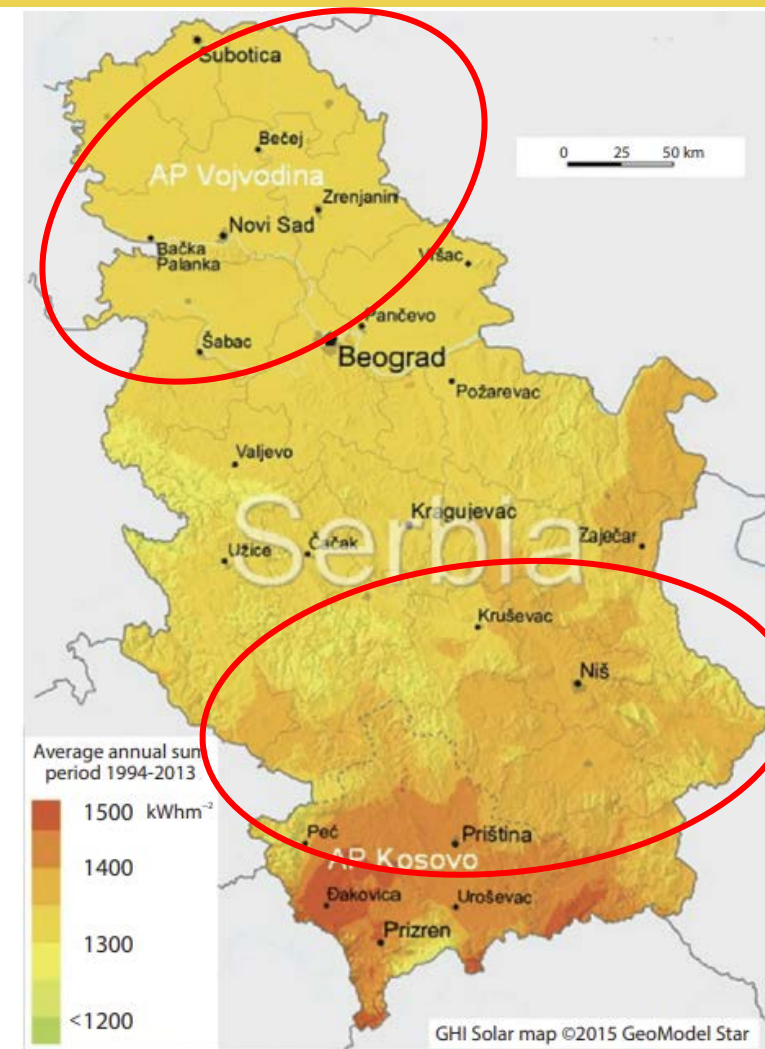 Subotica
Bečej
AP Vojvodina
Zrenjanin
Novi Sad
Bačka
Palanka
Vršac
Pančevo
Šabac
Beograd
Požarevac
0 25 50 km
Valjevo
Serbia
Kragujevac
Čačak
Užice
Zaječar
Kruševac
Niš
Peć
Priština
AP Kosovo
Đakovica
Uroševac
Prizren
Average annual sum
period 1994-2013
1500 kWhm⁻²
1400
1300
<1200
GHI Solar map ©2015 GeoModel Star